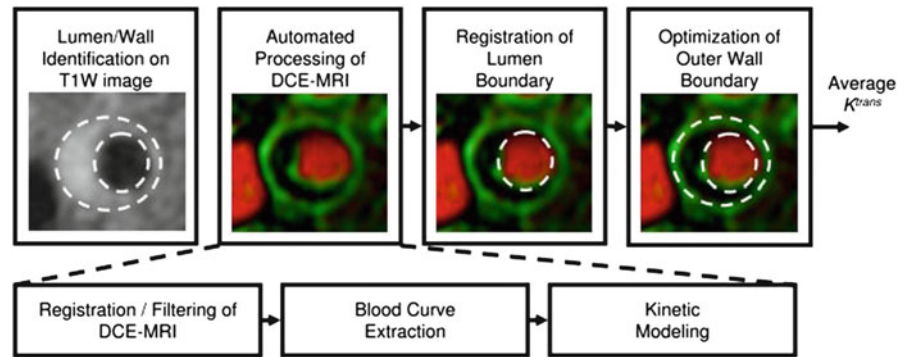 Lumen/Wall
Identification on
T1W image
Automated
Processing of
DCE-MRI
Registration of
Lumen
Boundary
Optimization of
Outer Wall
Boundary
Average
Ktrans
Registration / Filtering of
DCE-MRI
Blood Curve
Extraction
Kinetic
Modeling